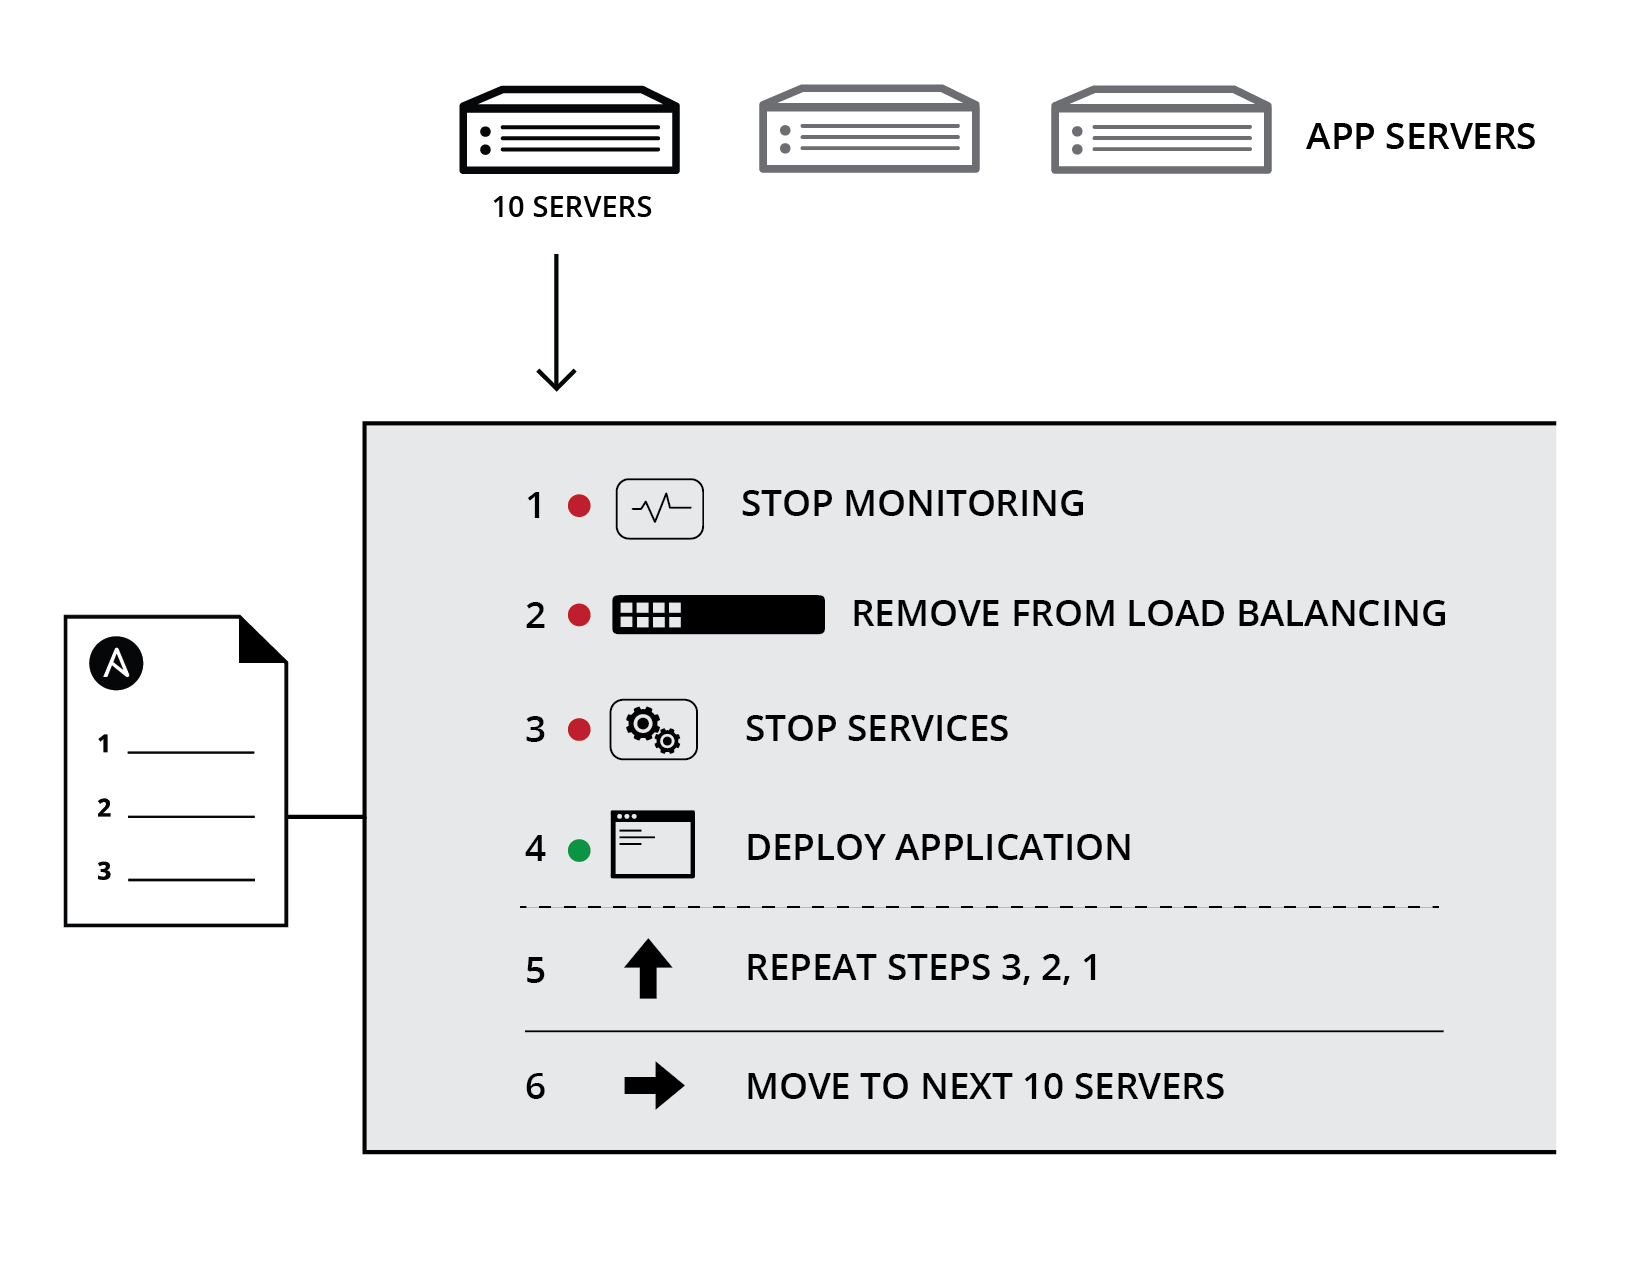 APP SERVERS
10 SERVERS
1 STOP MONITORING
2 REMOVE FROM LOAD BALANCING
3 STOP SERVICES
4 DEPLOY APPLICATION
5 REPEAT STEPS 3, 2, 1
6 MOVE TO NEXT 10 SERVERS
1
2
3